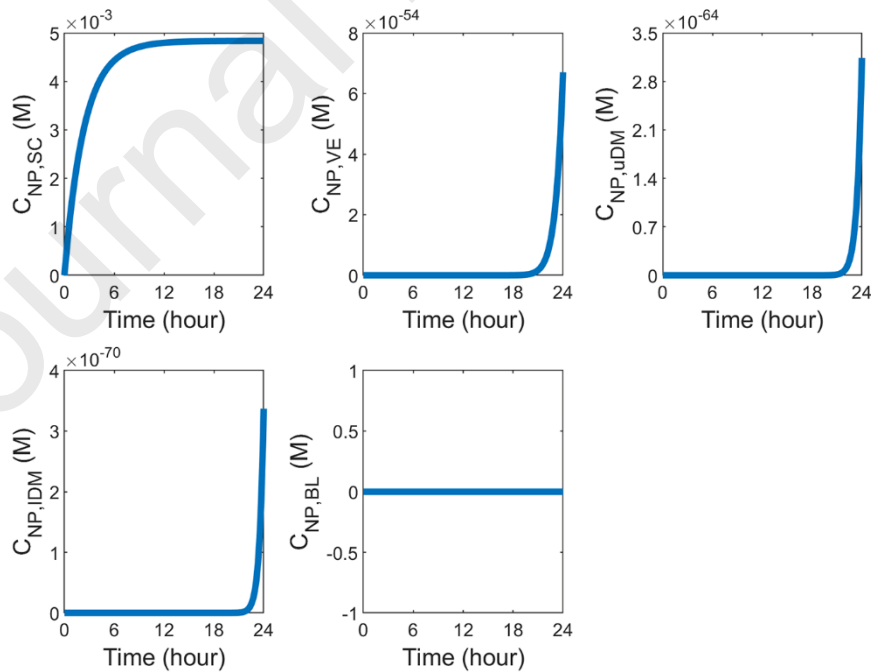 ×10⁻³
5
4
3
2
1
0
C_NP,SC (M)
0 6 12 18 24
Time (hour)
×10⁻⁵⁴
8
6
4
2
0
C_NP,VE (M)
0 6 12 18 24
Time (hour)
×10⁻⁶⁴
3.5
2.8
2.1
1.4
0.7
0
C_NP,uDM (M)
0 6 12 18 24
Time (hour)
×10⁻⁷⁰
4
3
2
1
0
C_NP,lDM (M)
0 6 12 18 24
Time (hour)
1
0.5
0
-0.5
-1
C_NP,BL (M)
0 6 12 18 24
Time (hour)
Journal